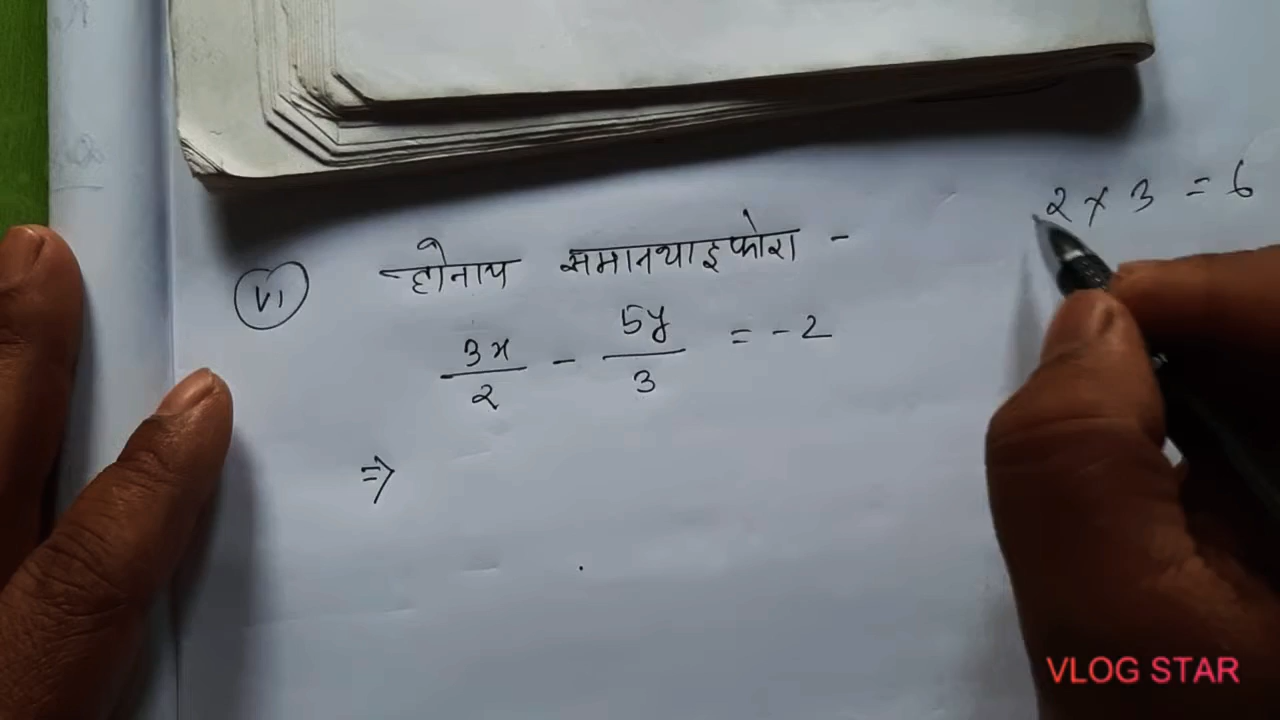 2 × 3 = 6
(vi) होनाय समानथाइफोरा -
3x/2 - 5y/3 = -2
⇒
VLOG STAR